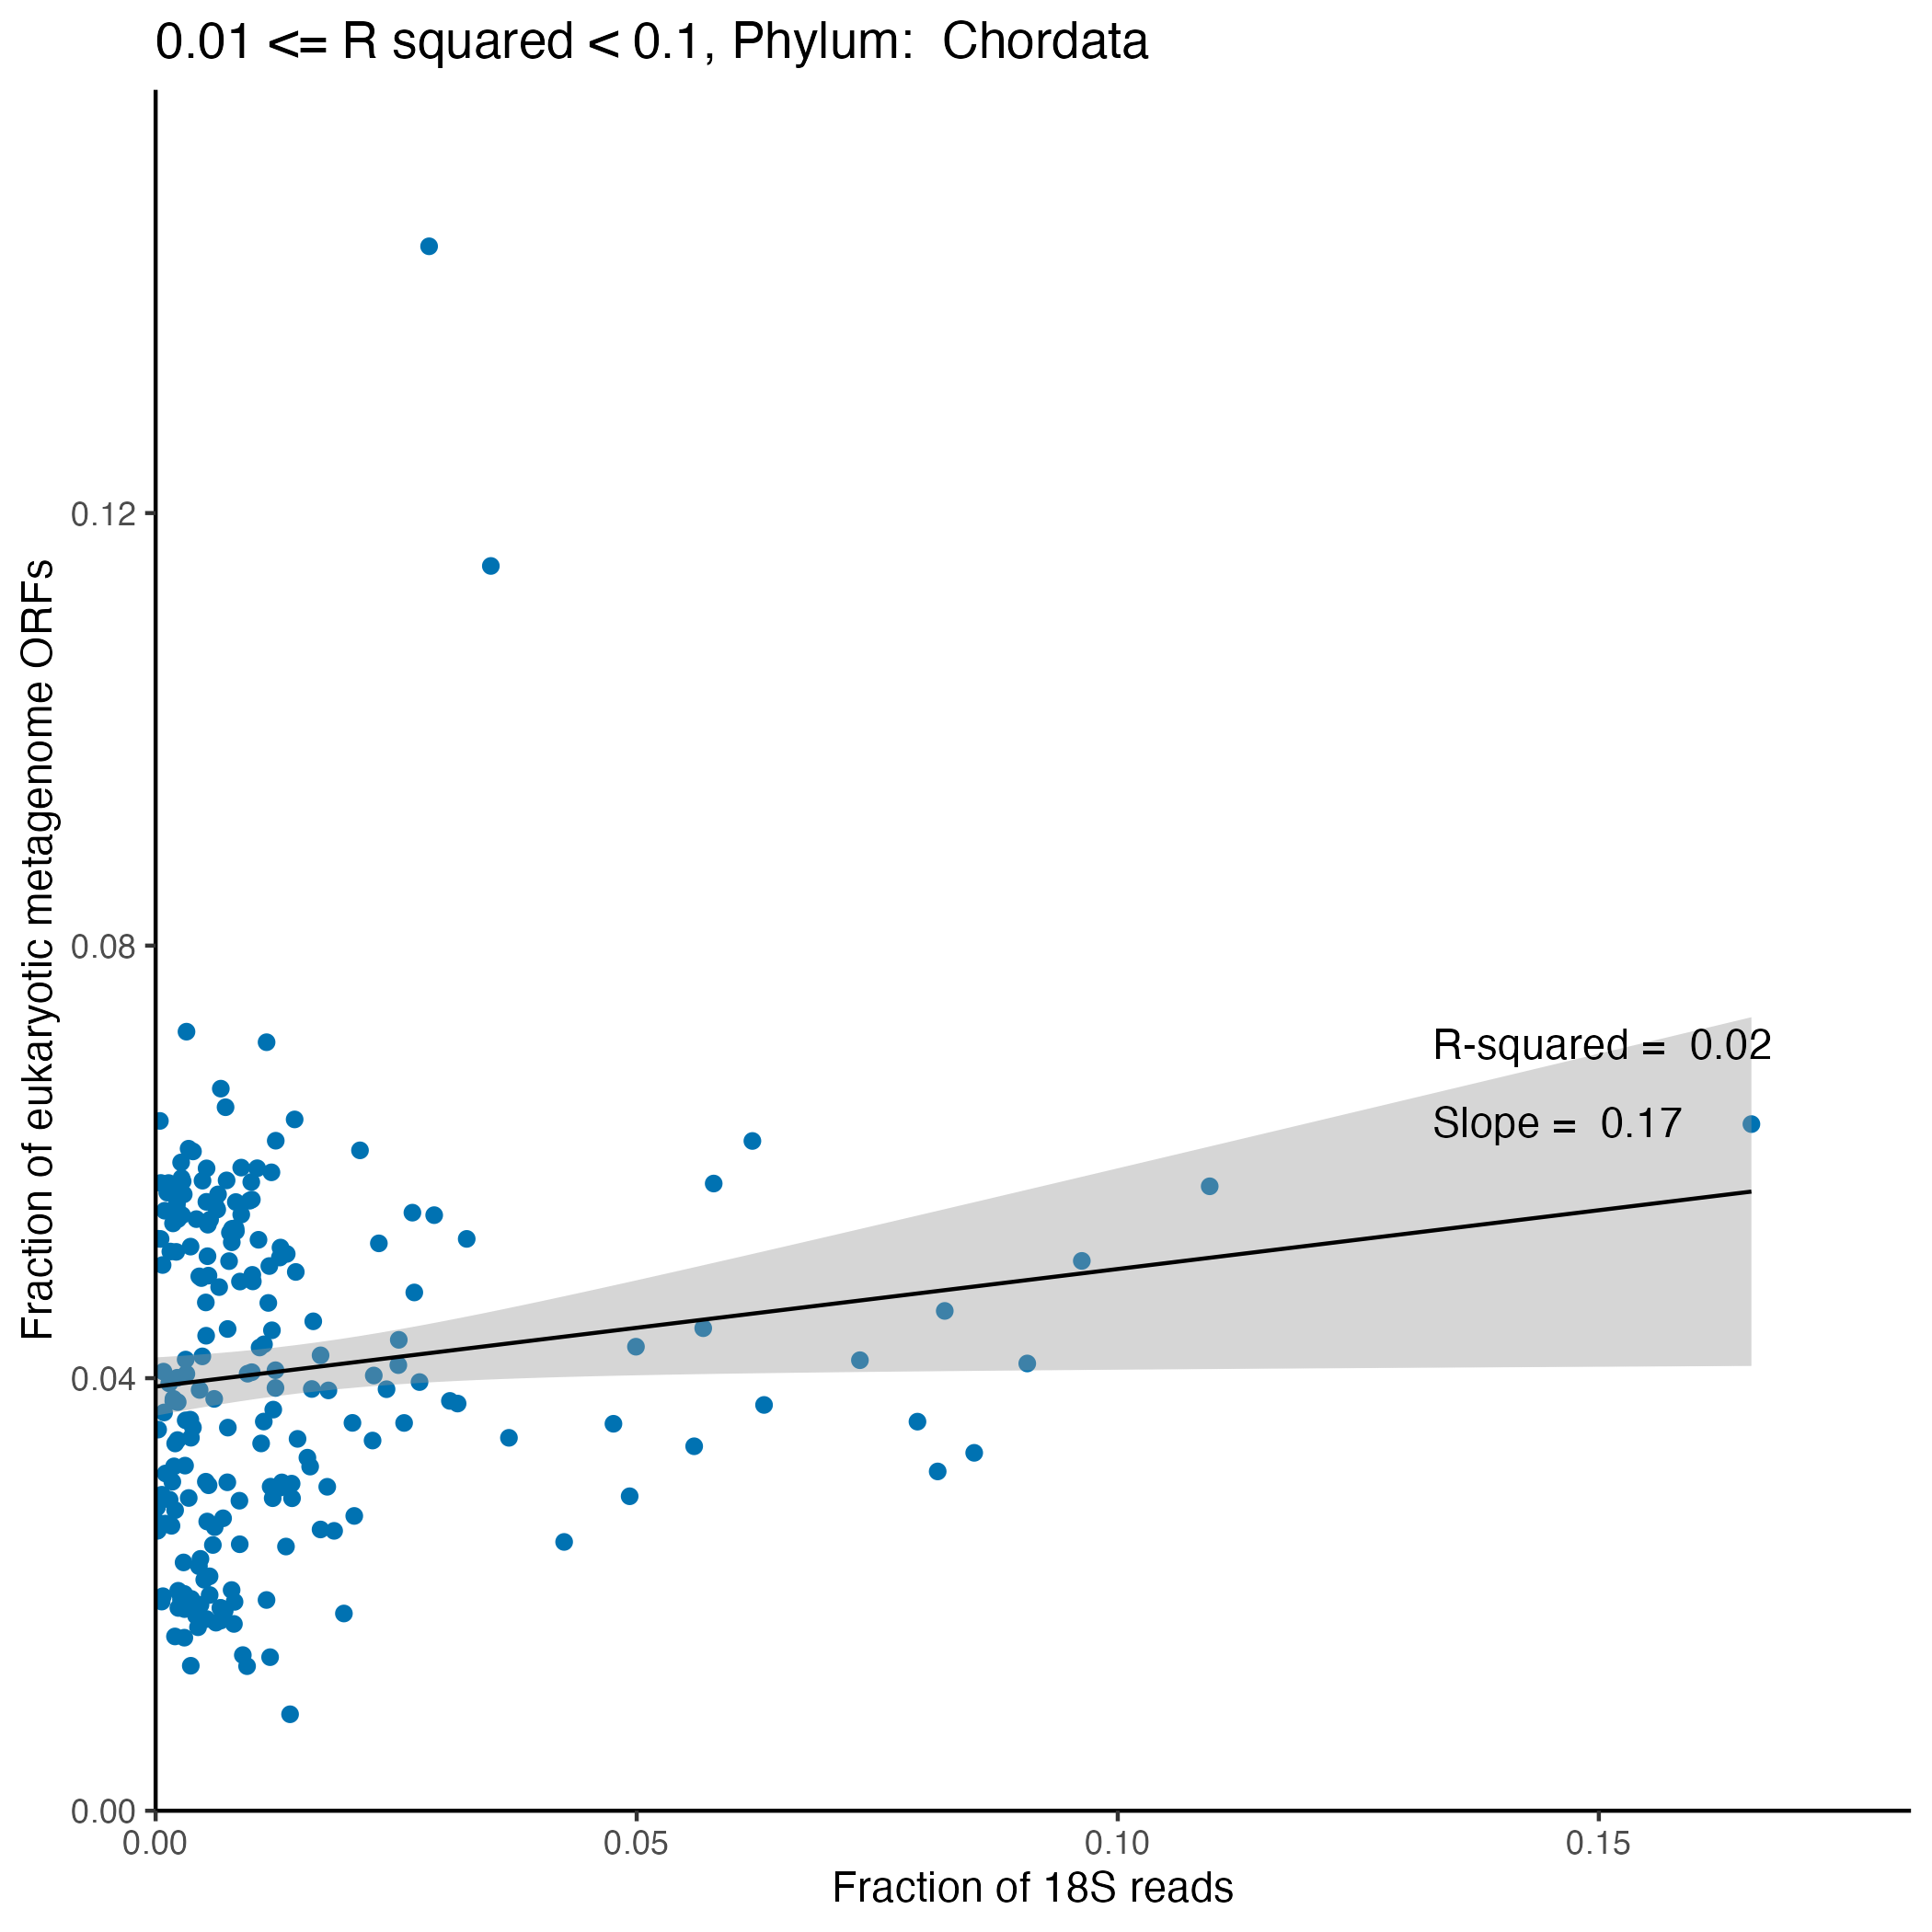 0.01 <= R squared < 0.1, Phylum:  Chordata
Fraction of eukaryotic metagenome ORFs
0.12
0.08
0.04
0.00
R-squared =  0.02
Slope =  0.17
0.00
0.05
0.10
0.15
Fraction of 18S reads